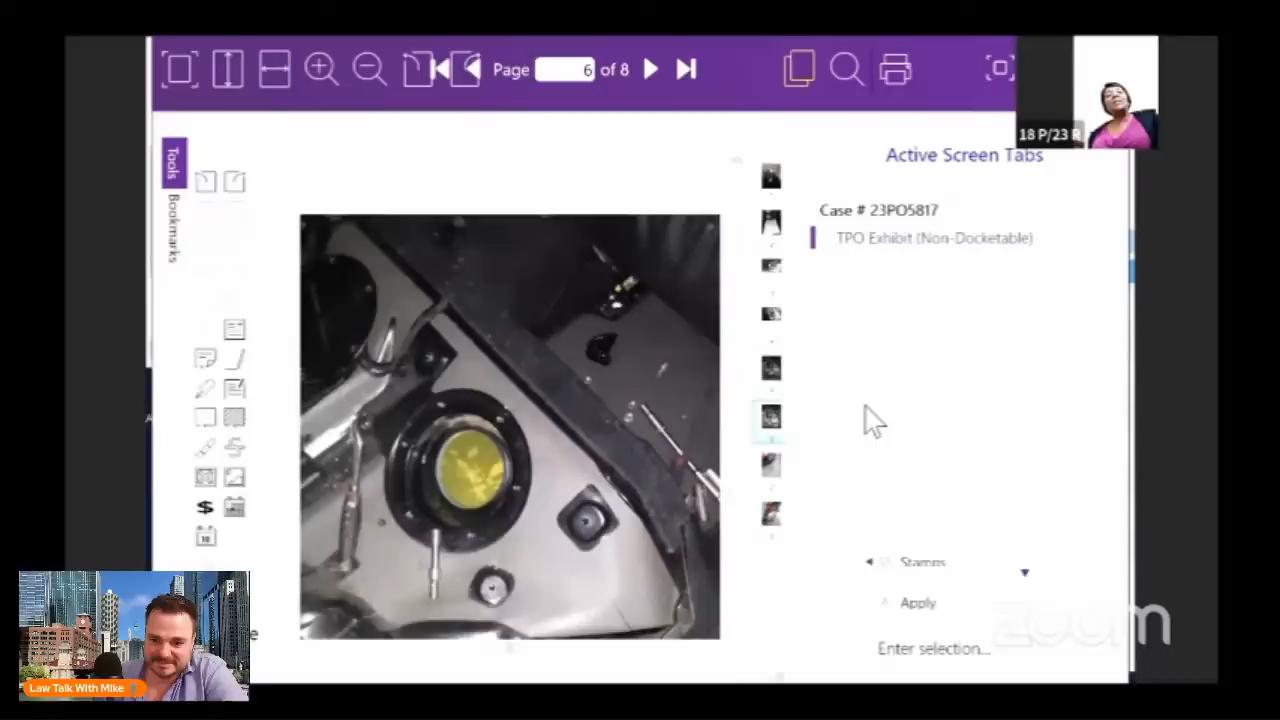 Page 6 of 8
18 P/23 R
Tools
Bookmarks
Active Screen Tabs
Case # 23PO5817
TPO Exhibit (Non-Docketable)
$
18
Stamps
Apply
Enter selection...
zoom
e
Law Talk With Mike